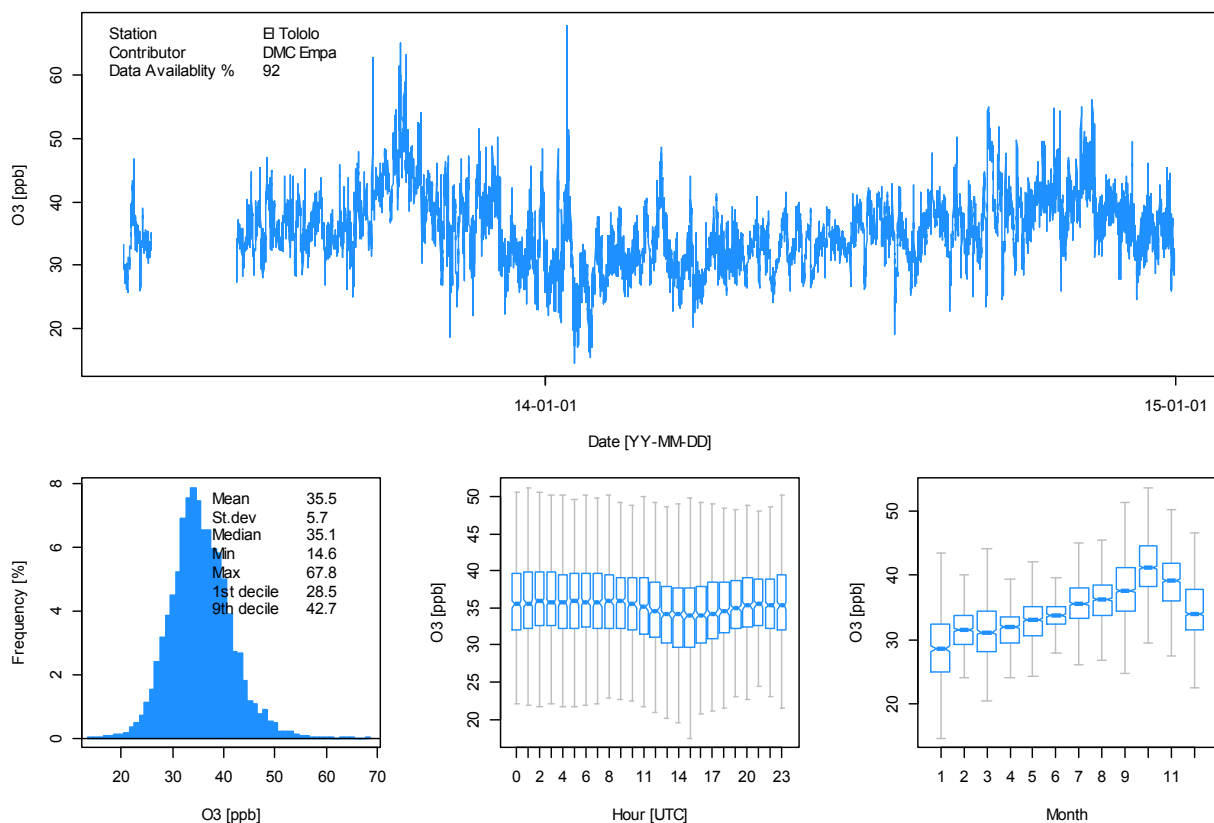 Station El Tololo
Contributor DMC Empa
Data Availablity % 92
60
50
40
30
20
O3 [ppb]
14-01-01 15-01-01
Date [YY-MM-DD]
8
6
4
2
0
Frequency [%]
Mean 35.5
St.dev 5.7
Median 35.1
Min 14.6
Max 67.8
1st decile 28.5
9th decile 42.7
20 30 40 50 60 70
O3 [ppb]
50
45
40
35
30
25
20
O3 [ppb]
0 2 4 6 8 11 14 17 20 23
Hour [UTC]
50
40
30
20
O3 [ppb]
1 2 3 4 5 6 7 8 9 11
Month